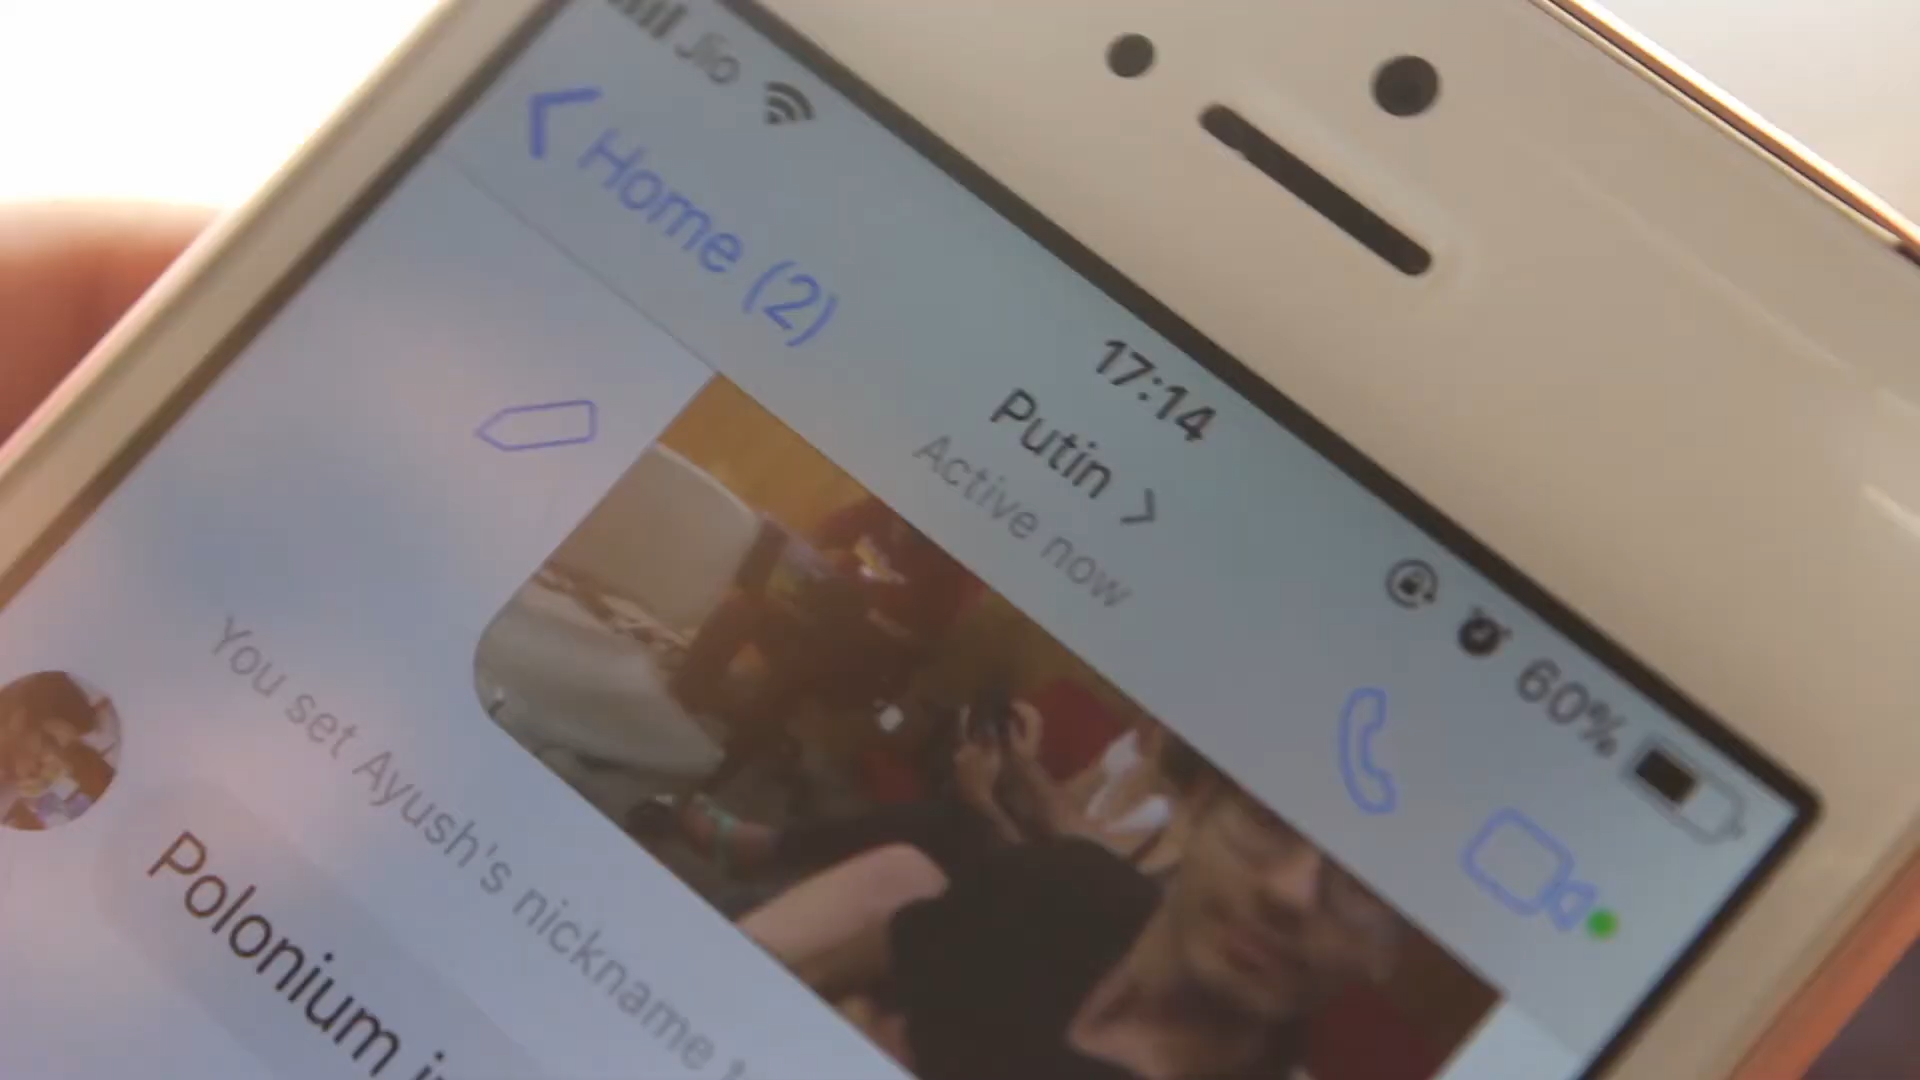 Jio
17:14
60%
Home (2)
Putin
Active now
You set Ayush's nickname
Polonium